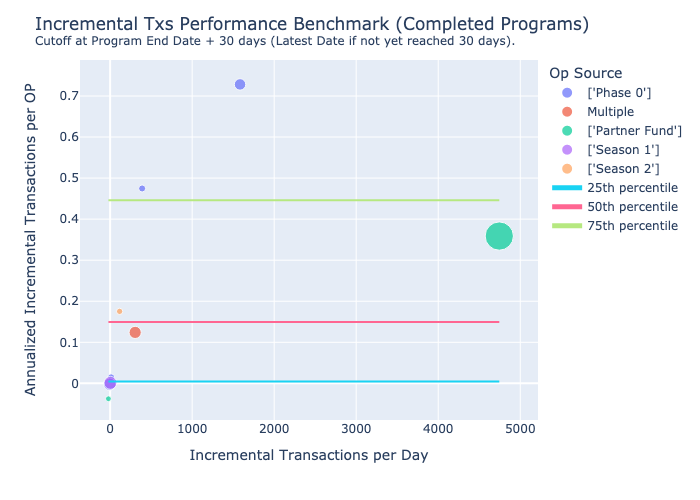 Incremental Txs Performance Benchmark (Completed Programs)
Cutoff at Program End Date + 30 days (Latest Date if not yet reached 30 days).
Annualized Incremental Transactions per OP
0.7
0.6
0.5
0.4
0.3
0.2
0.1
0
0
1000
2000
3000
4000
5000
Incremental Transactions per Day
Op Source
['Phase 0']
Multiple
['Partner Fund']
['Season 1']
['Season 2']
25th percentile
50th percentile
75th percentile